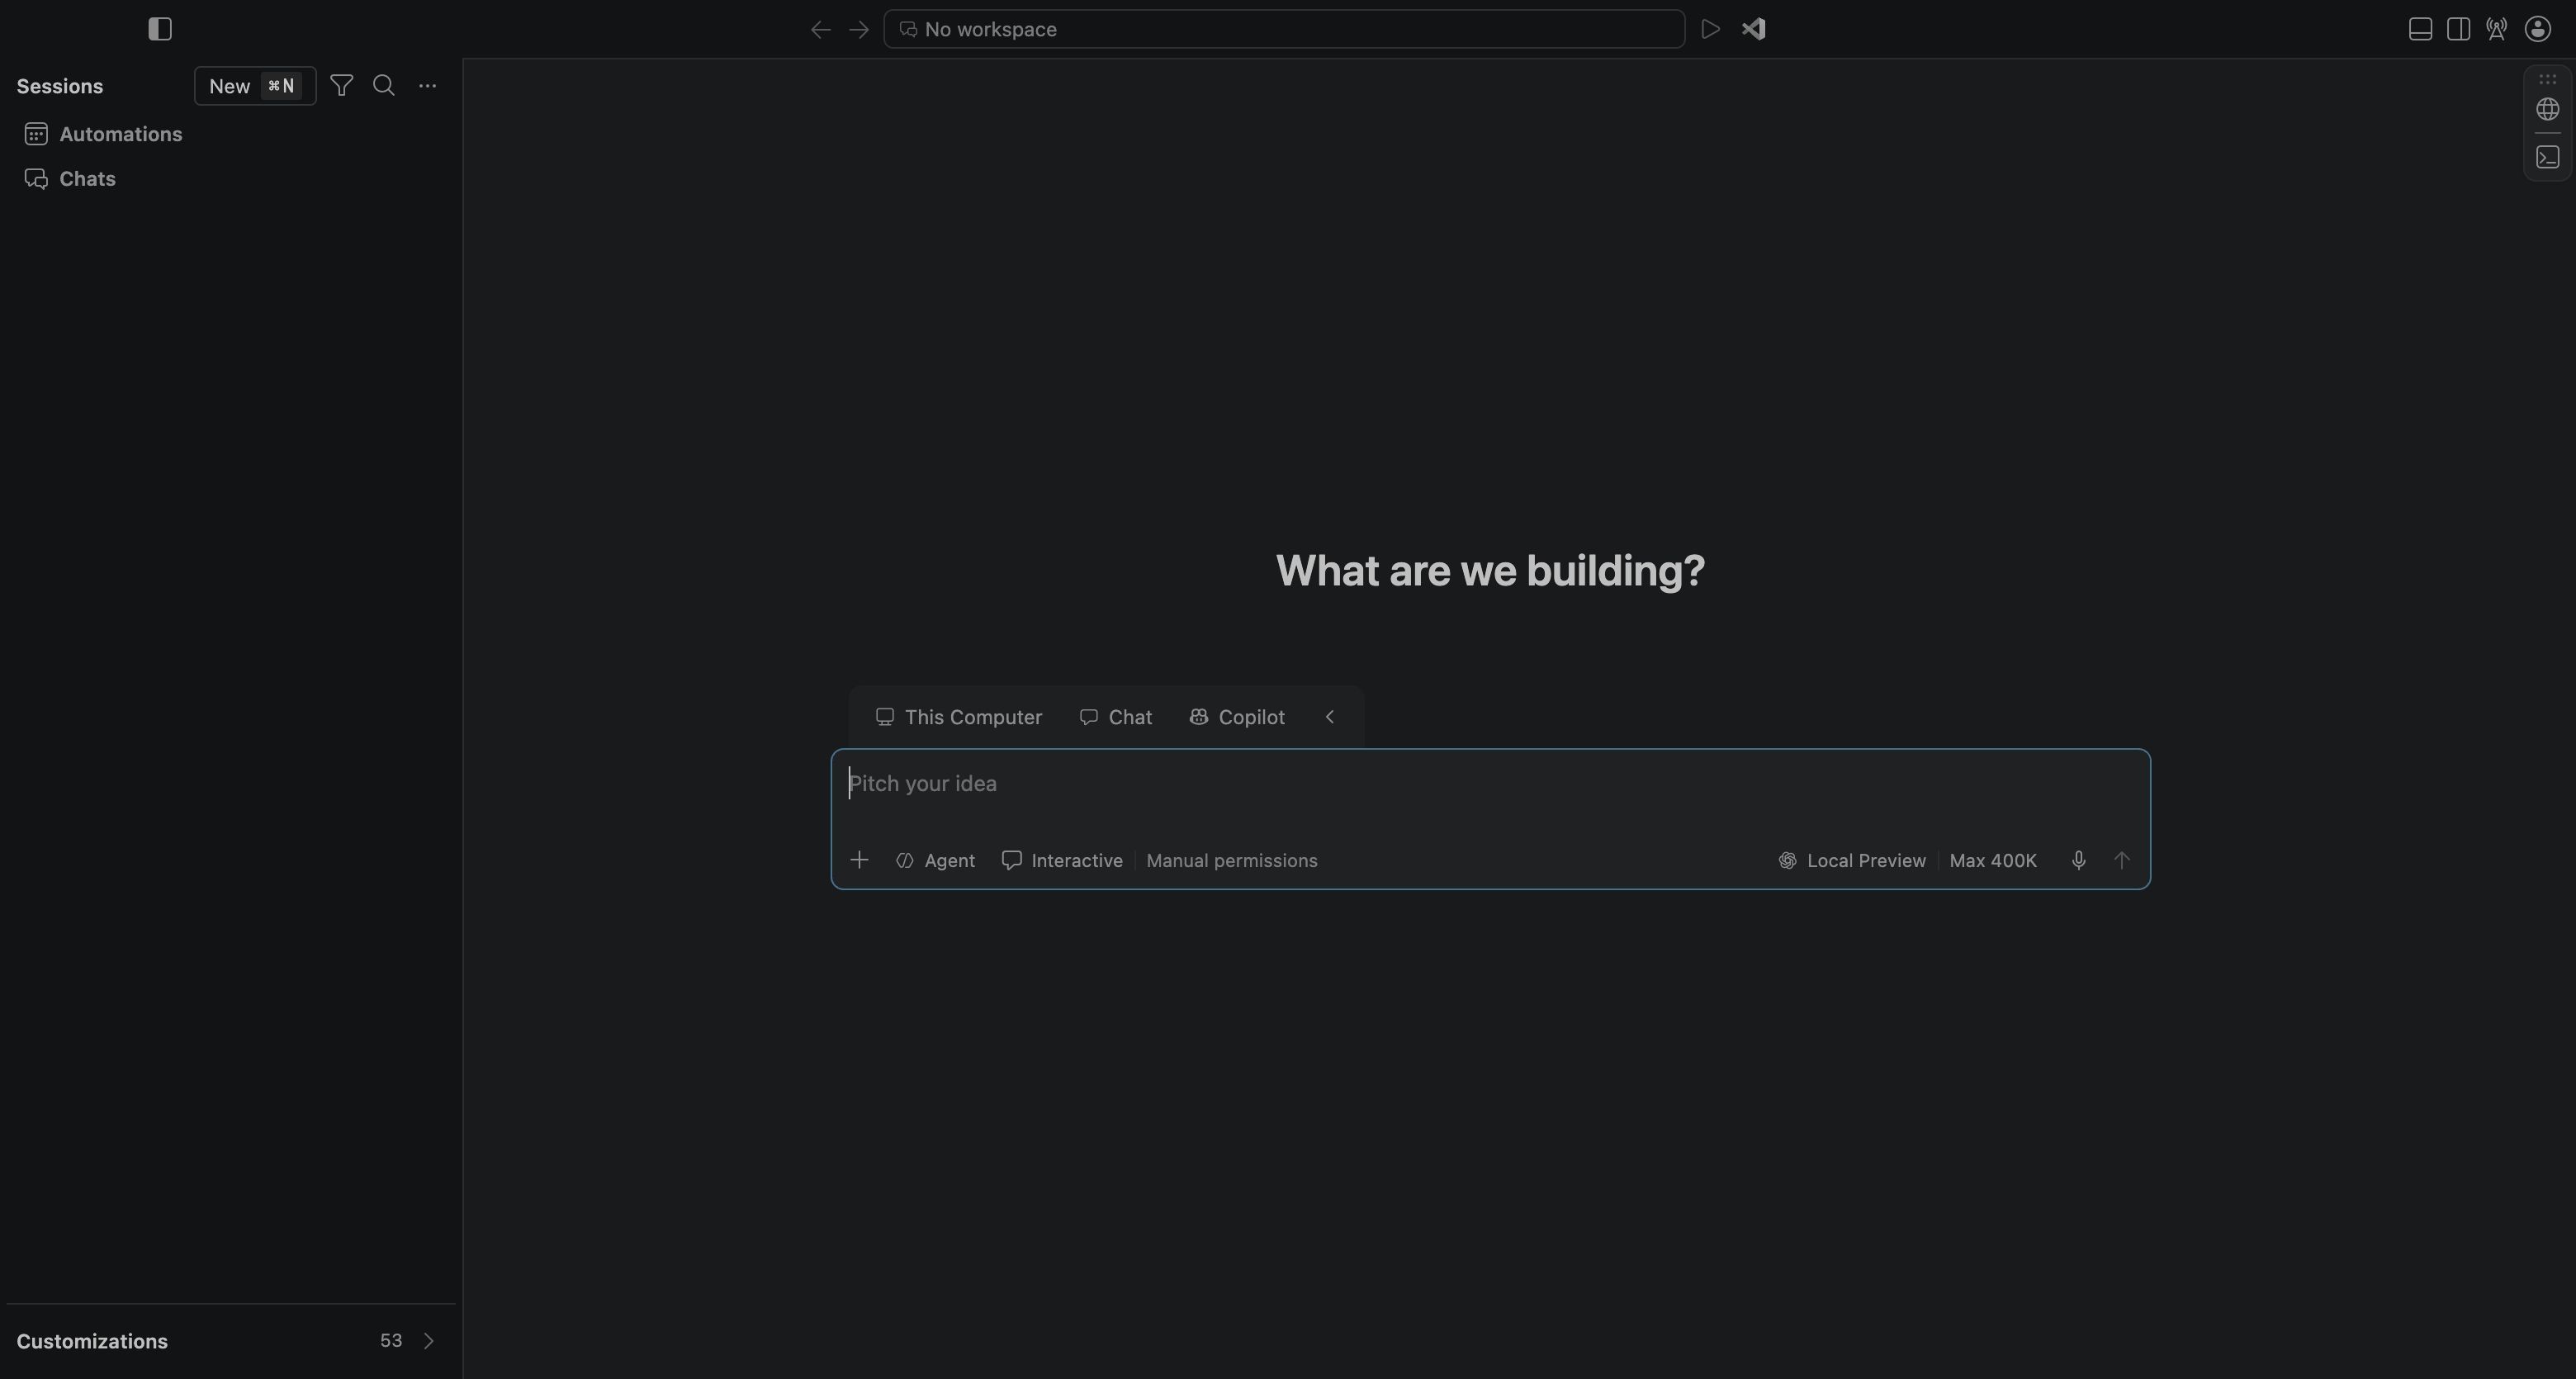 No workspace
Sessions
New ⌘N
Automations
Chats
What are we building?
This Computer Chat Copilot
Pitch your idea
Agent Interactive Manual permissions Local Preview Max 400K
Customizations 53